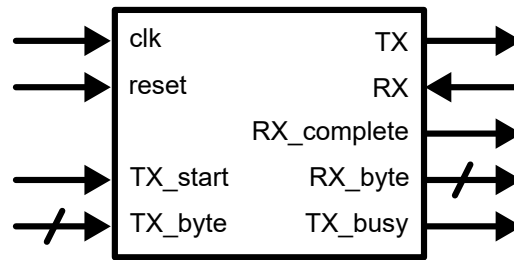 clk
TX
reset
RX
RX_complete
TX_start
RX_byte
TX_byte
TX_busy